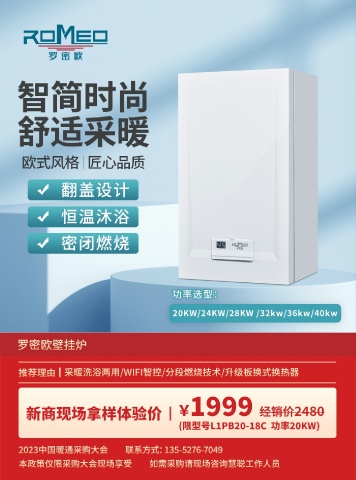 ROMEO
罗密欧
智简时尚
舒适采暖
欧式风格 | 匠心品质
翻盖设计
恒温沐浴
密闭燃烧
ROMEO
功率选型：
20KW/24KW/28KW /32kw/36kw/40kw
罗密欧壁挂炉
推荐理由 | 采暖洗浴两用/WIFI智控/分段燃烧技术/升级板换式换热器
新商现场拿样体验价 | ¥1999 经销价2480
(限型号L1PB20-18C 功率20KW)
2023中国暖通采购大会 联系方式: 135-5276-7049
本政策仅限采购大会现场享受 如需采购请现场咨询慧聪工作人员